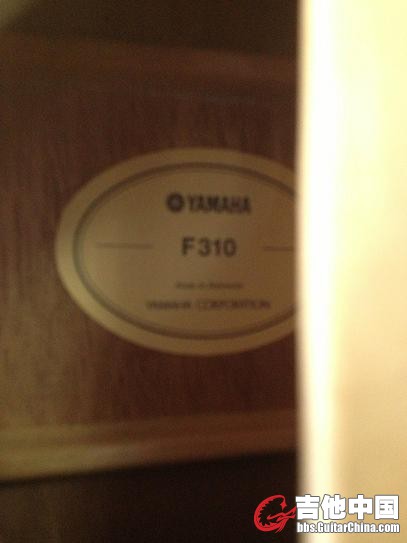 YAMAHA
F310
YAMAHA CORPORATION
吉他中国
bbs.GuitarChina.com